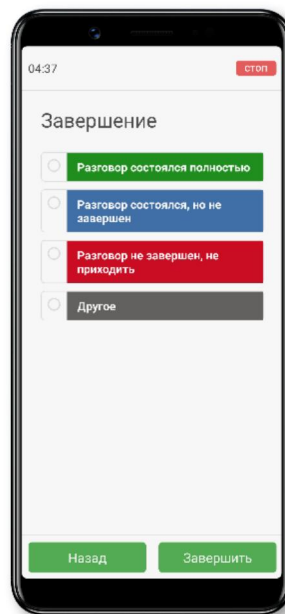 04:37
стоп
Завершение
Разговор состоялся полностью
Разговор состоялся, но не
завершен
Разговор не завершен, не
приходить
Другое
Назад
Завершить